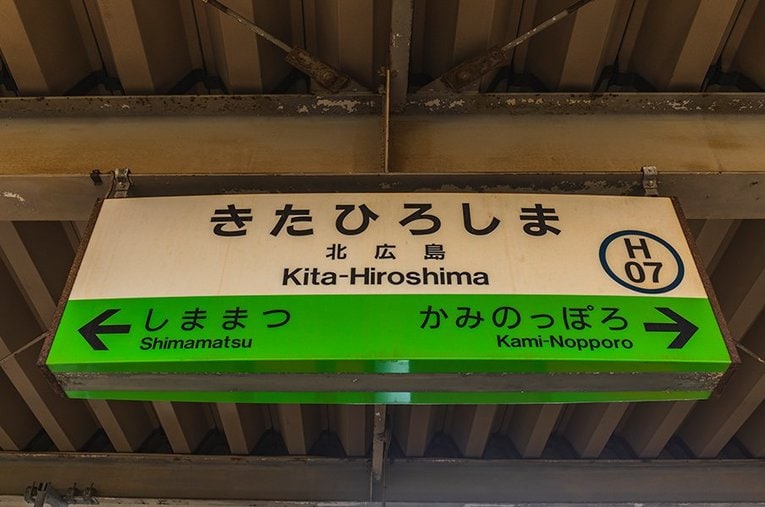 きたひろしま
北広島
Kita-Hiroshima
H
07
← しままつ
Shimamatsu
かみのっぽろ →
Kami-Nopporo